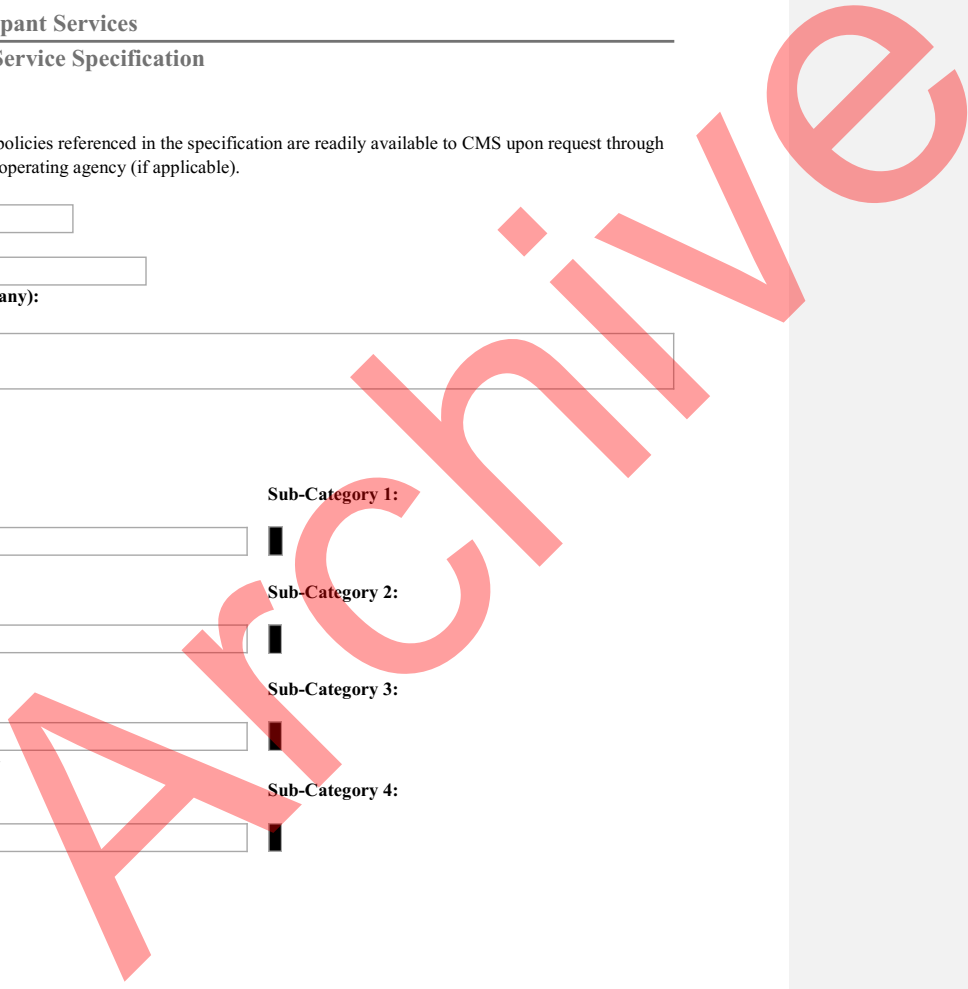 pant Services
Service Specification
policies referenced in the specification are readily available to CMS upon request through
operating agency (if applicable).
any):
Sub-Category 1:
Sub-Category 2:
Sub-Category 3:
Sub-Category 4:
Archive